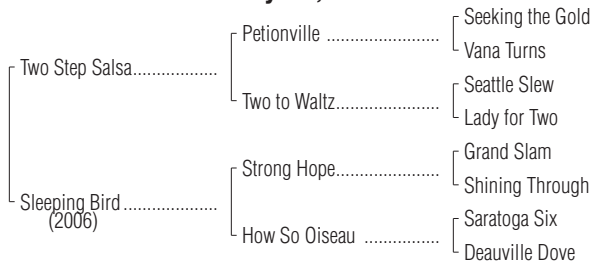 Seeking the Gold
Petionville ....................
Vana Turns
Two Step Salsa.................
Seattle Slew
Two to Waltz..................
Lady for Two
Grand Slam
Strong Hope..................
Shining Through
Sleeping Bird ...................
(2006)
Saratoga Six
How So Oiseau .............
Deauville Dove